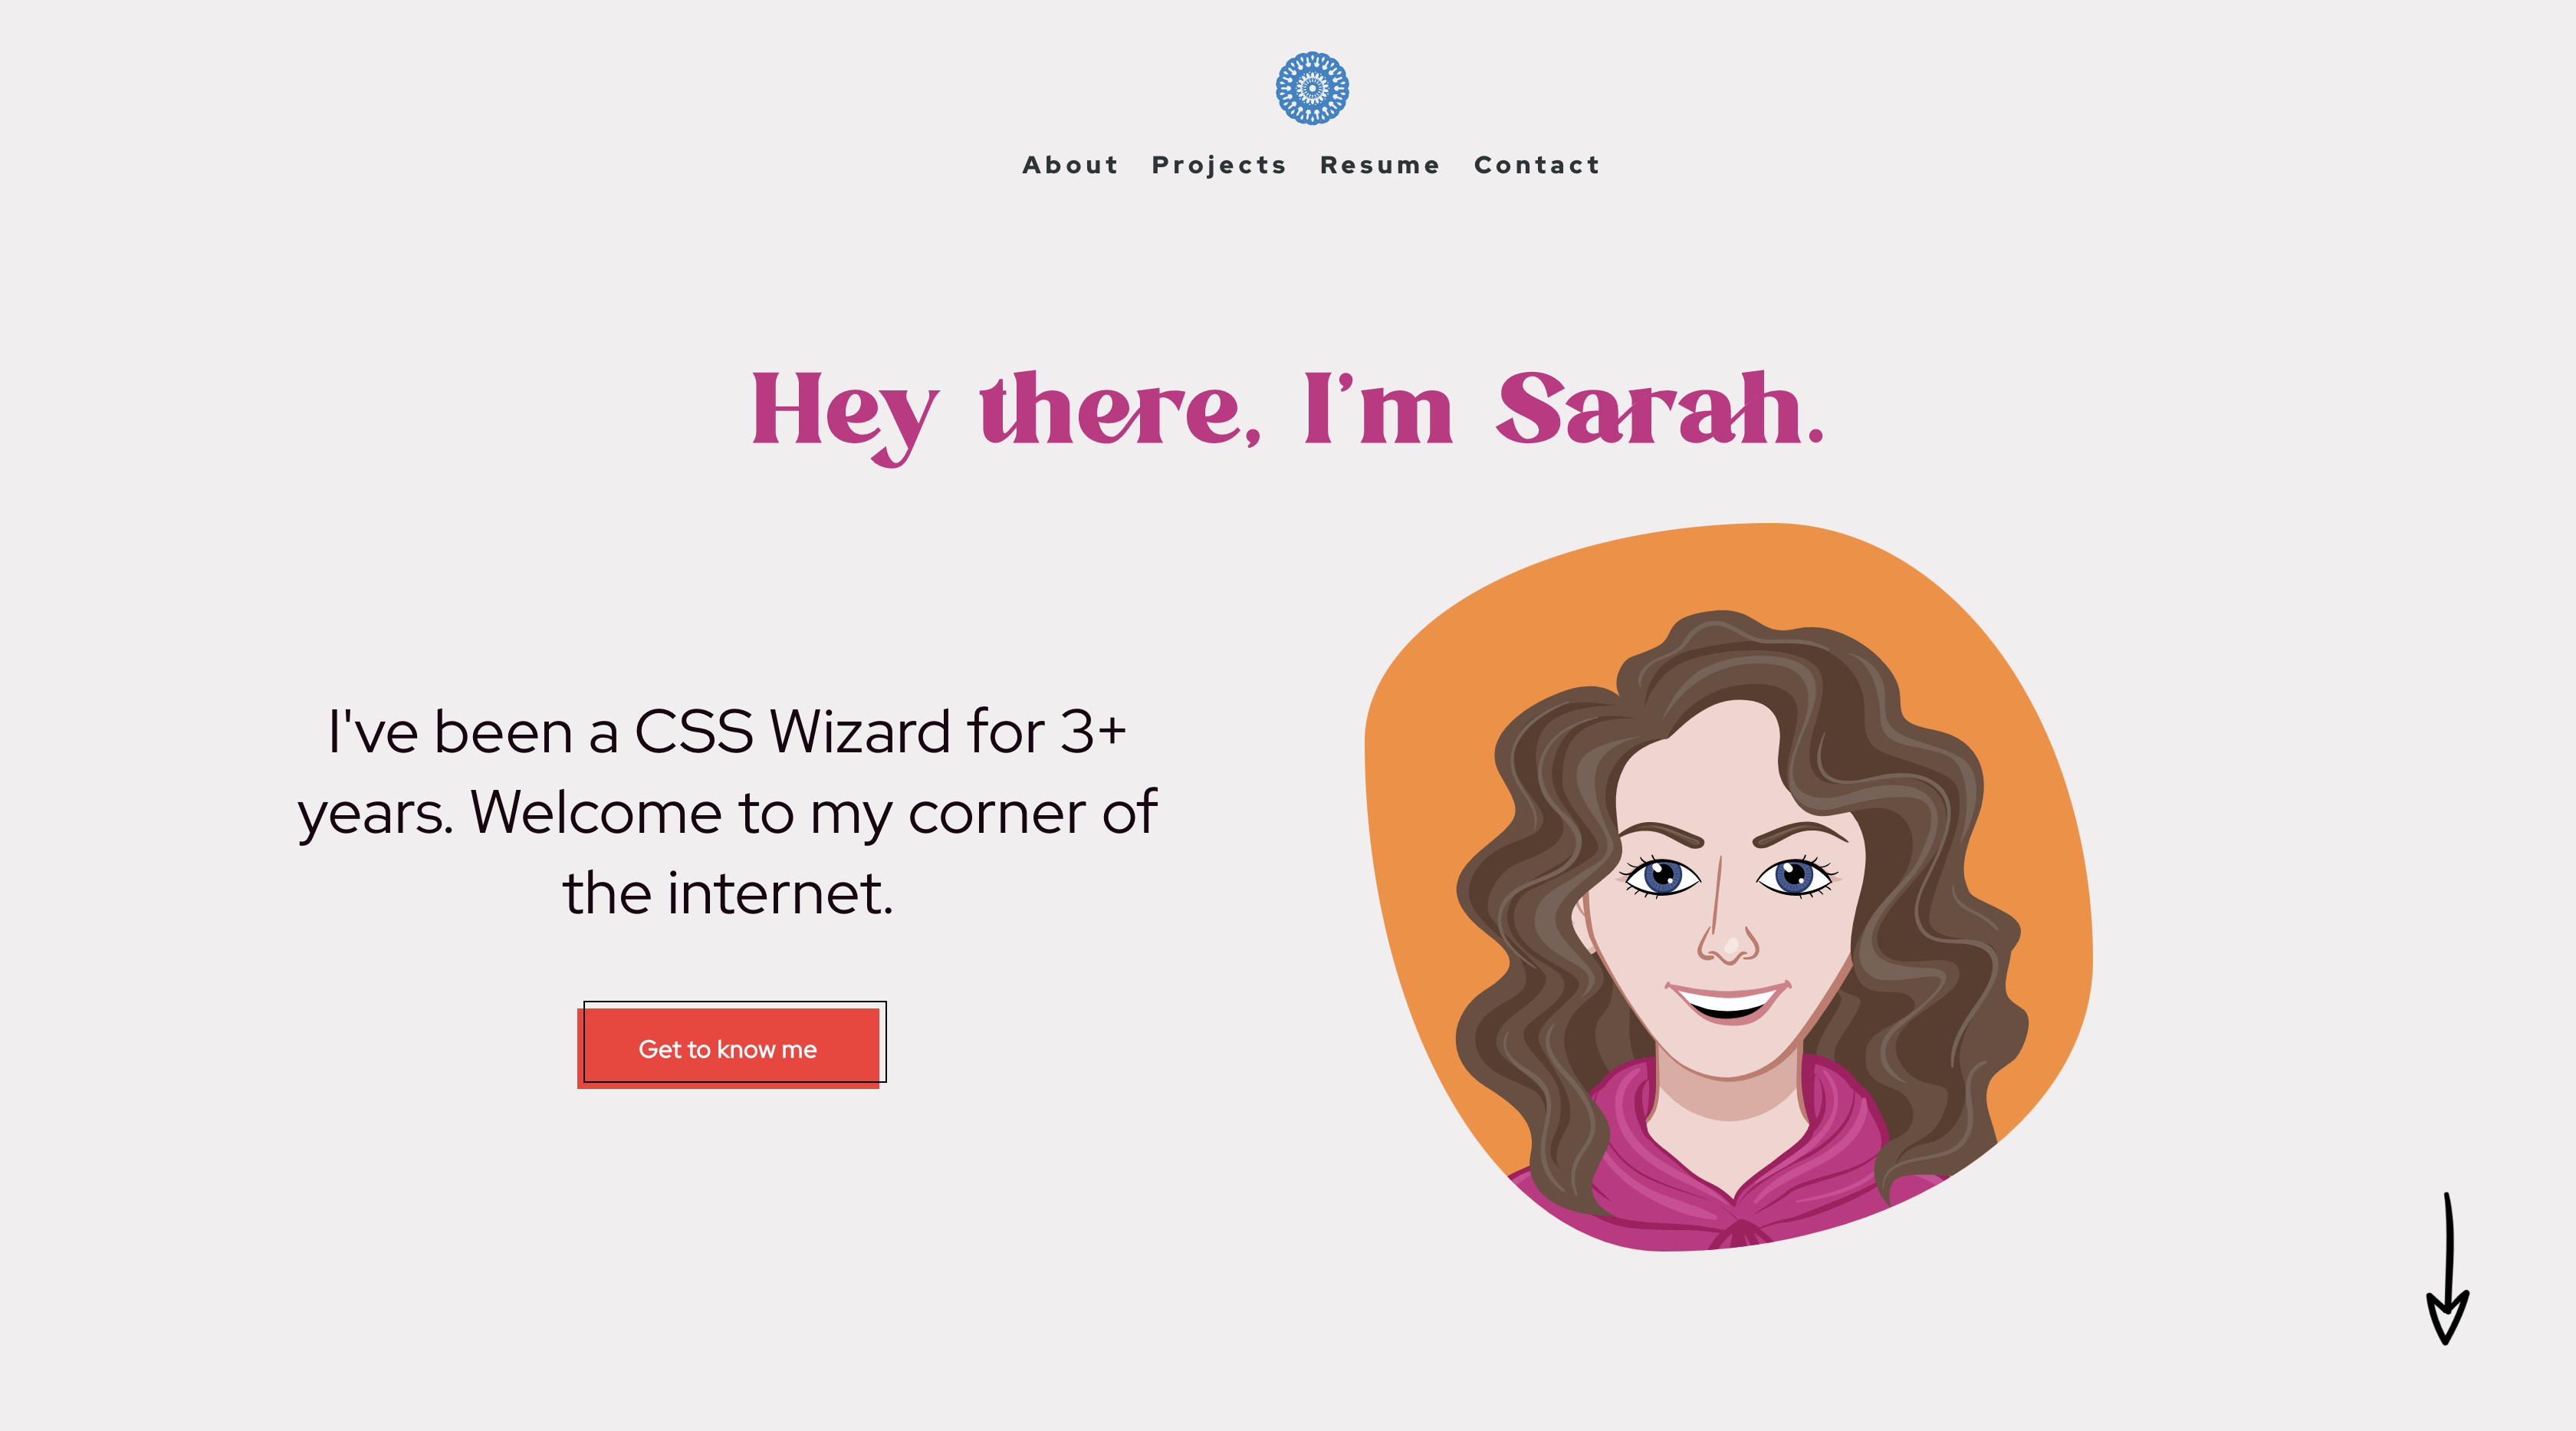 About Projects Resume Contact
Hey there, I’m Sarah.
I've been a CSS Wizard for 3+
years. Welcome to my corner of
the internet.
Get to know me